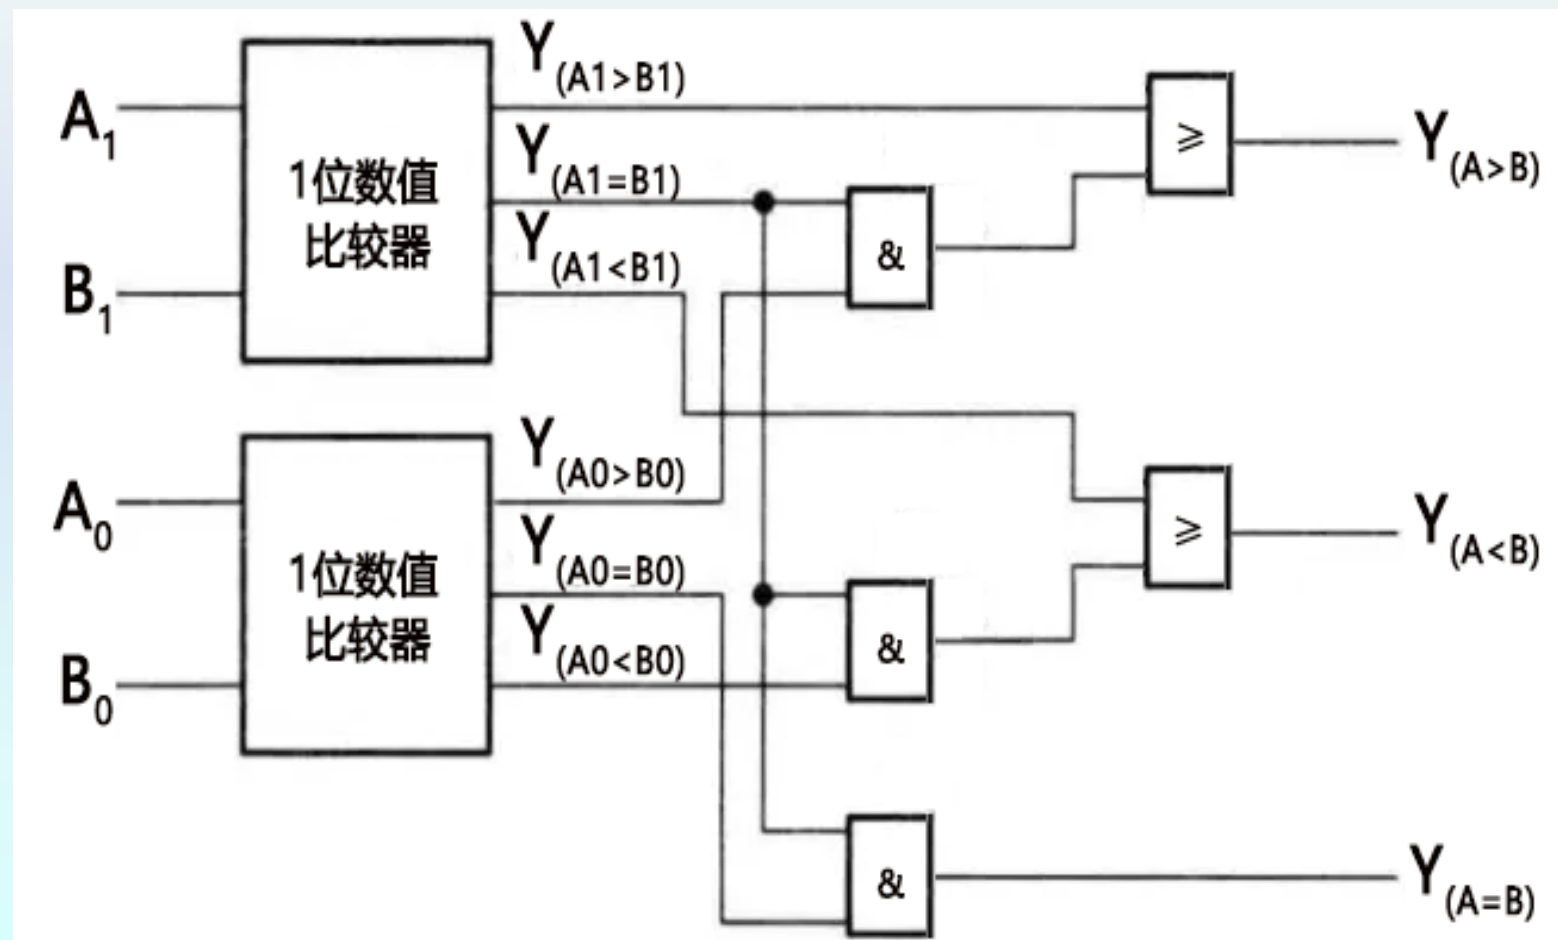 Y(A1>B1)
A1
Y(A1=B1)
1位数值
比较器
Y(A1<B1)
B1
&
≥
Y(A>B)
Y(A0>B0)
A0
Y(A0=B0)
1位数值
比较器
Y(A0<B0)
B0
&
≥
Y(A<B)
&
Y(A=B)